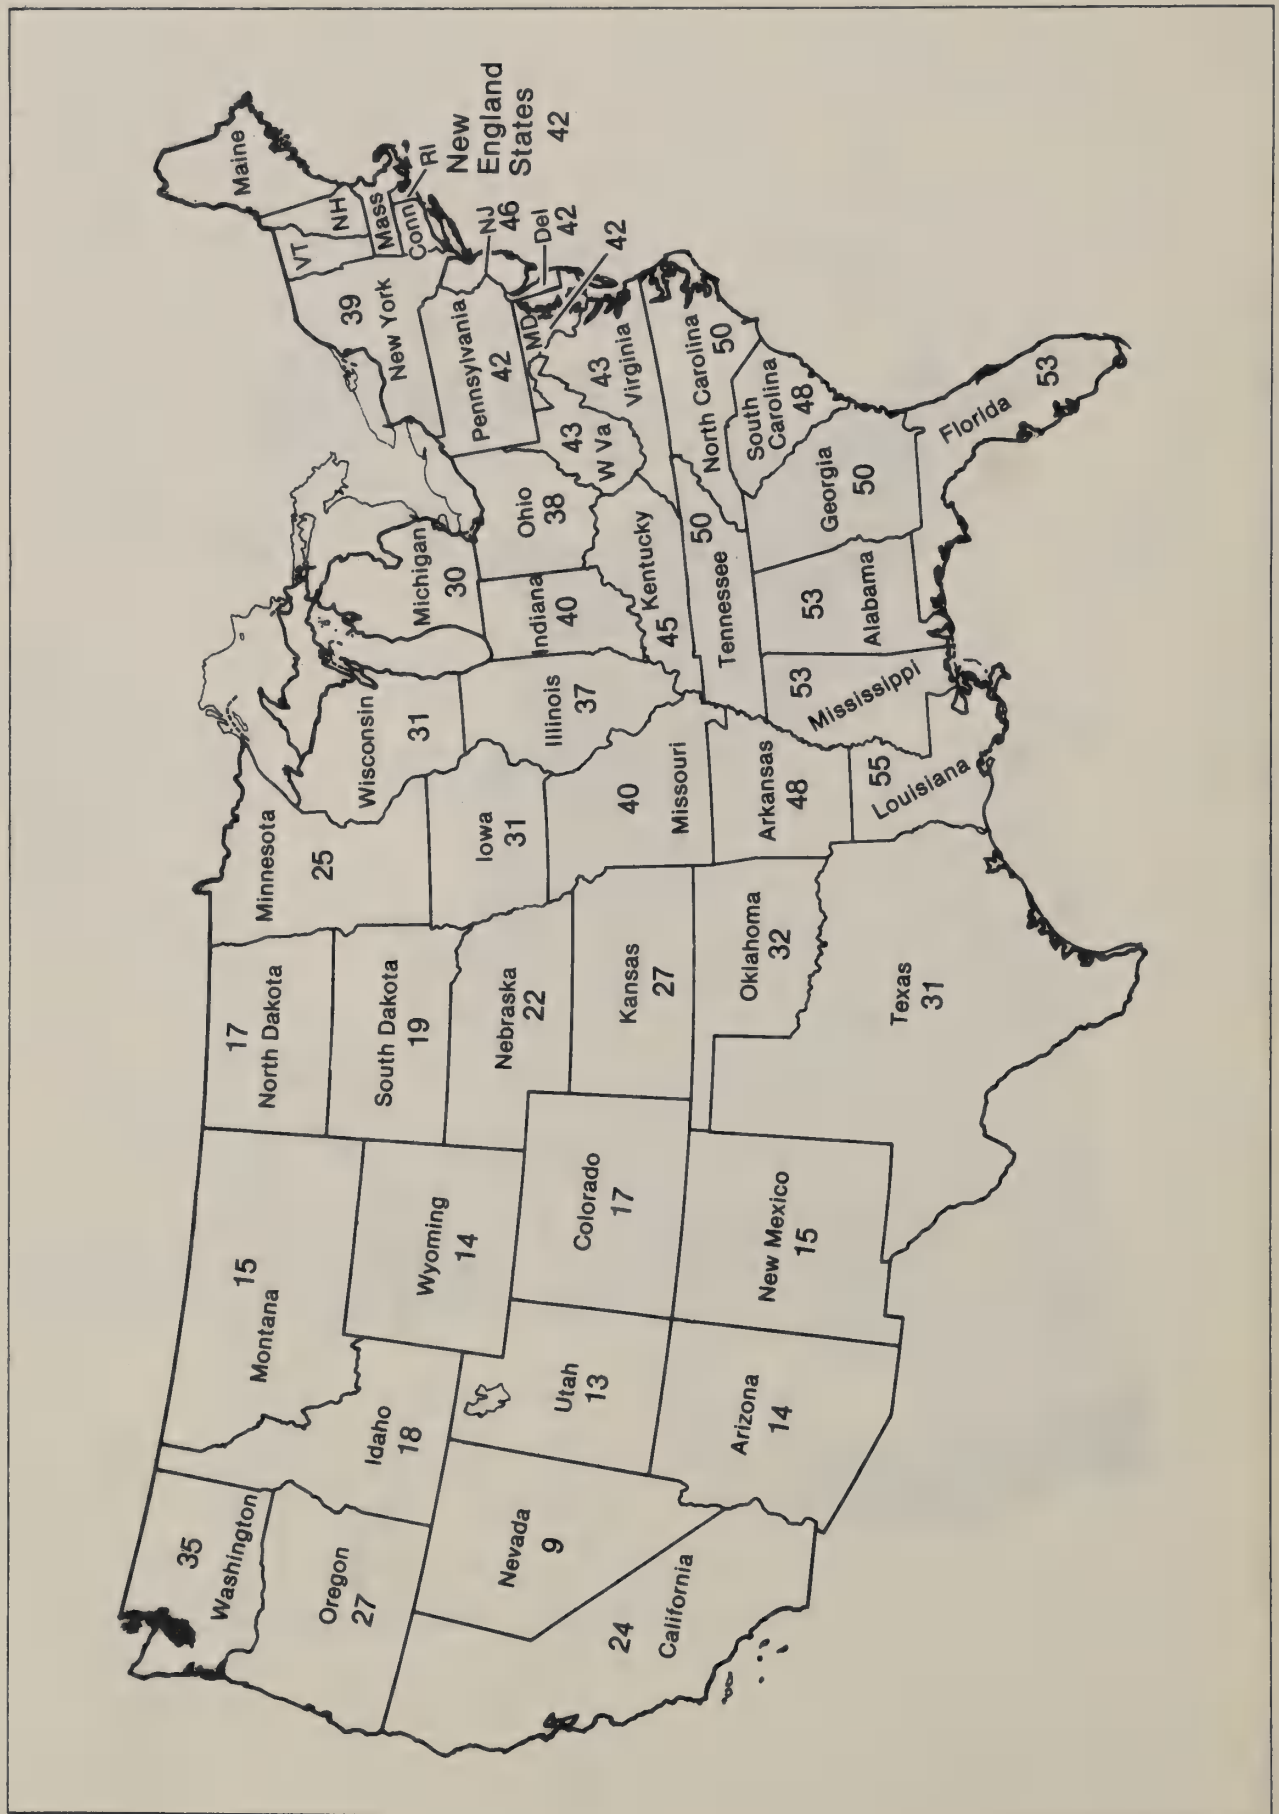 35
Washington
Oregon
27
24
California
Nevada
9
Idaho
18
15
Montana
Wyoming
14
Utah
13
Arizona
14
Colorado
17
New Mexico
15
17
North Dakota
South Dakota
19
Nebraska
22
Kansas
27
Oklahoma
32
Texas
31
Minnesota
25
Iowa
31
40
Missouri
Arkansas
48
55
Louisiana
Wisconsin
31
Illinois
37
Michigan
30
Indiana
40
Ohio
38
Kentucky
45
50
Tennessee
53
Mississippi
53
Alabama
Georgia
50
Florida
53
South
Carolina
48
North Carolina
50
43
Virginia
43
W Va
MD
42
Del
42
NJ
46
Pennsylvania
42
39
New York
VT
NH
Maine
Mass
Conn
RI
New
England
States
42